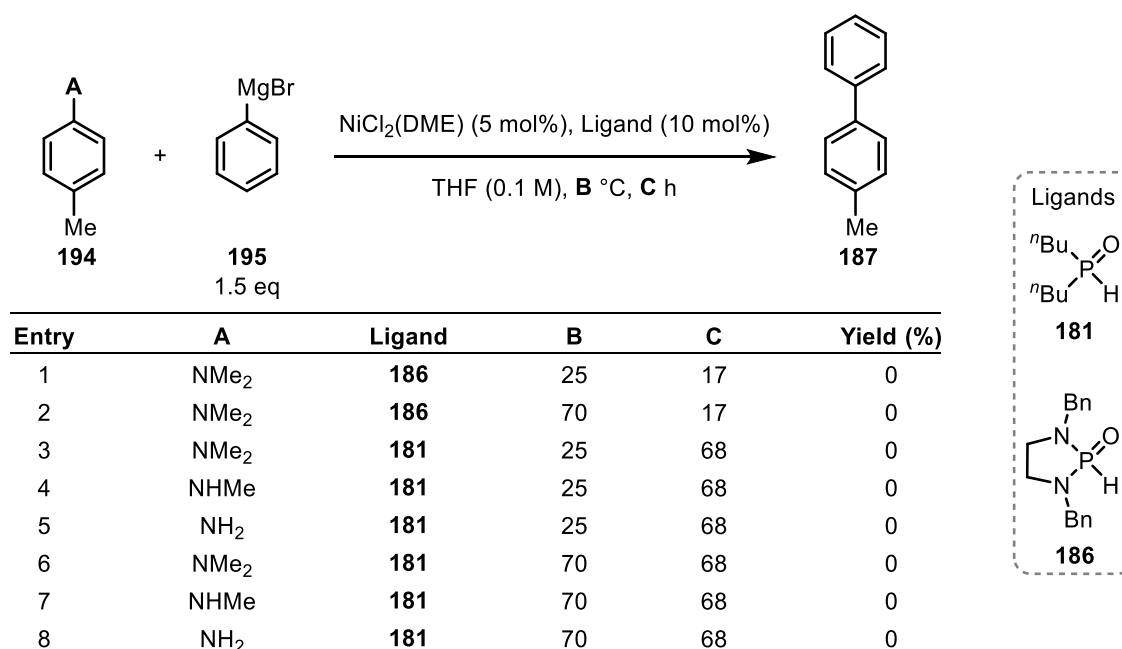 A
MgBr
+
NiCl₂(DME) (5 mol%), Ligand (10 mol%)
THF (0.1 M), B °C, C h
Me
194
195
1.5 eq
Me
187
Entry A Ligand B C Yield (%)
1 NMe₂ 186 25 17 0
2 NMe₂ 186 70 17 0
3 NMe₂ 181 25 68 0
4 NHMe 181 25 68 0
5 NH₂ 181 25 68 0
6 NMe₂ 181 70 68 0
7 NHMe 181 70 68 0
8 NH₂ 181 70 68 0
Ligands
ⁿBu O
P
ⁿBu H
181
Bn
N O
P
N H
Bn
186